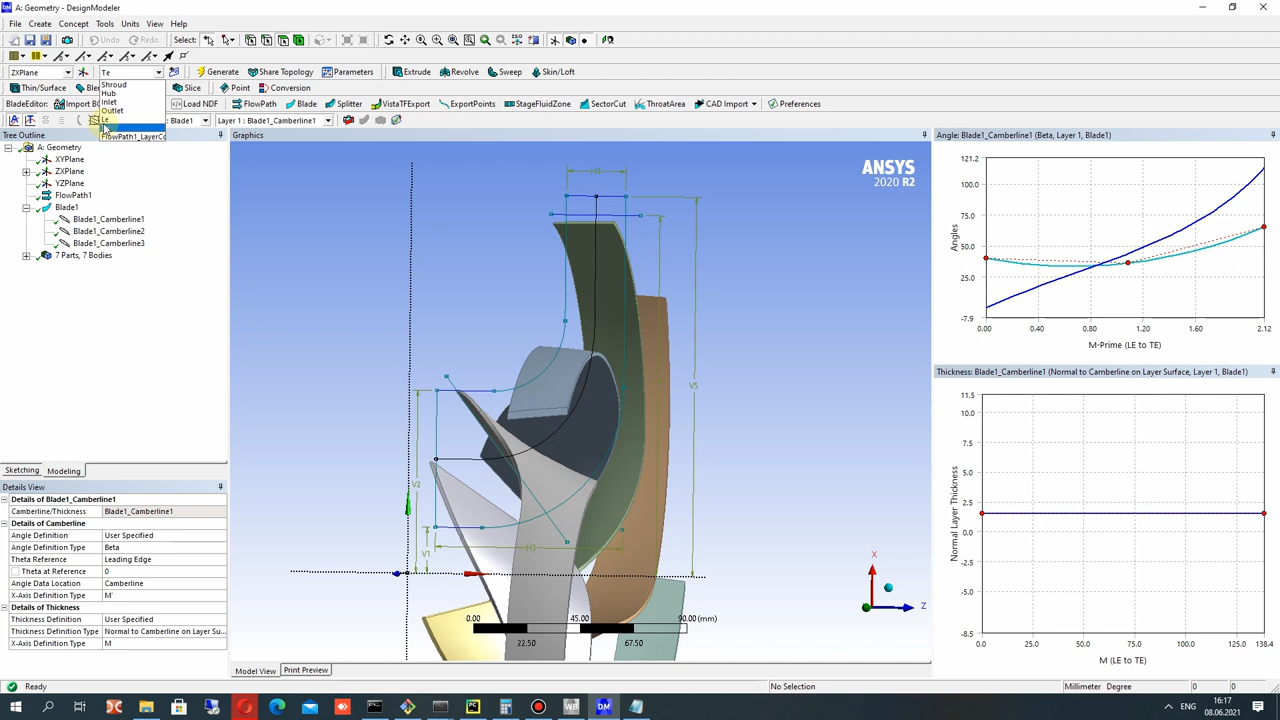 A: Geometry - DesignModeler
File Create Concept Tools Units View Help
Undo Redo Select:
ZXPlane Te Generate Share Topology Parameters Extrude Revolve Sweep Skin/Loft
Shroud
Hub
Inlet
Outlet
Le
FlowPath1_LayerCo
Thin/Surface Slice Point Conversion
BladeEditor: Load NDF FlowPath Blade Splitter VistaTFExport ExportPoints StageFluidZone SectorCut ThroatArea CAD Import Preferences
Blade1 Layer 1 : Blade1_Camberline1
Tree Outline
A: Geometry
XYPlane
ZXPlane
YZPlane
FlowPath1
Blade1
Blade1_Camberline1
Blade1_Camberline2
Blade1_Camberline3
7 Parts, 7 Bodies
Sketching Modeling
Details View
Details of Blade1_Camberline1
Camberline/Thickness Blade1_Camberline1
Details of Camberline
Angle Definition User Specified
Angle Definition Type Beta
Theta Reference Leading Edge
Theta at Reference 0
Angle Data Location Camberline
X-Axis Definition Type M'
Details of Thickness
Thickness Definition User Specified
Thickness Definition Type Normal to Camberline on Layer Su...
X-Axis Definition Type M
Graphics
ANSYS
2020 R2
V5
V2
V1
H3
X
Z
0.00 45.00 90.00 (mm)
22.50 67.50
Model View Print Preview
Angle: Blade1_Camberline1 (Beta, Layer 1, Blade1)
Angles
121.2
100.0
75.0
50.0
25.0
-7.9
0.00 0.40 0.80 1.20 1.60 2.12
M-Prime (LE to TE)
Thickness: Blade1_Camberline1 (Normal to Camberline on Layer Surface, Layer 1, Blade1)
Normal Layer Thickness
11.5
10.0
7.5
5.0
2.5
0.0
-2.5
-5.0
-8.5
0.0 25.0 50.0 75.0 100.0 138.4
M (LE to TE)
Ready No Selection Millimeter Degree 0 0
ENG
16:17
08.06.2021